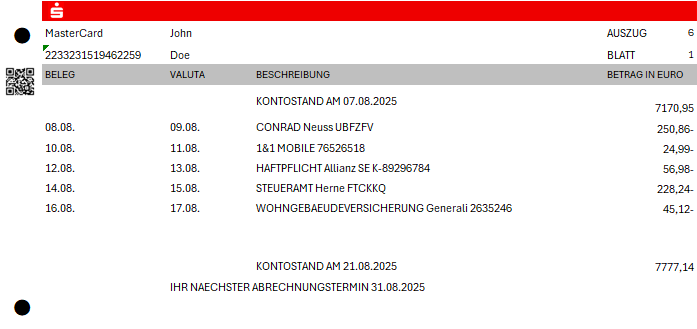 MasterCard John AUSZUG 6
2233231519462259 Doe BLATT 1
BELEG VALUTA BESCHREIBUNG BETRAG IN EURO
KONTOSTAND AM 07.08.2025 7170,95
08.08. 09.08. CONRAD Neuss UBFZFV 250,86-
10.08. 11.08. 1&1 MOBILE 76526518 24,99-
12.08. 13.08. HAFTPFLICHT Allianz SE K-89296784 56,98-
14.08. 15.08. STEUERAMT Herne FTCKKQ 228,24-
16.08. 17.08. WOHNGEBAEUDEVERSICHERUNG Generali 2635246 45,12-
KONTOSTAND AM 21.08.2025 7777,14
IHR NAECHSTER ABRECHNUNGSTERMIN 31.08.2025